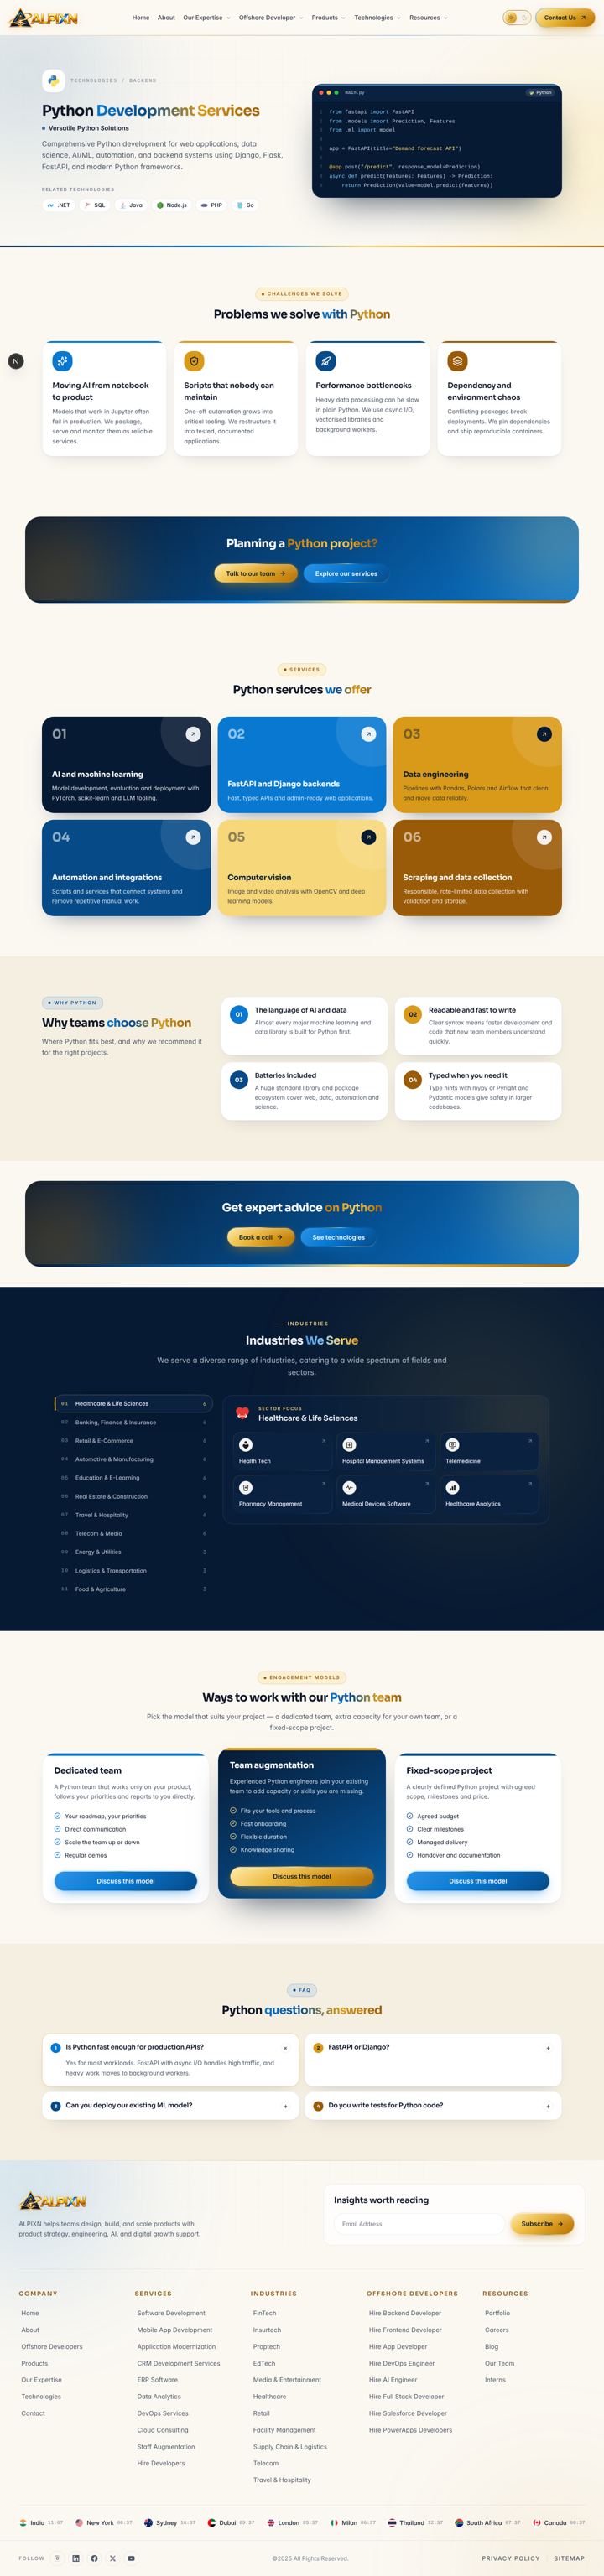 ALPIXN
Home About Our Expertise Offshore Developer Products Technologies Resources
Contact Us
TECHNOLOGIES / BACKEND
Python Development Services
Versatile Python Solutions
Comprehensive Python development for web applications, data
science, AI/ML, automation, and backend systems using Django, Flask,
FastAPI, and modern Python frameworks.
RELATED TECHNOLOGIES
.NET SQL Java Node.js PHP Go
main.py Python
from fastapi import FastAPI
from .models import Prediction, Features
from .ml import model
app = FastAPI(title="Demand forecast API")
@app.post("/predict", response_model=Prediction)
async def predict(features: Features) -> Prediction:
return Prediction(value=model.predict(features))
CHALLENGES WE SOLVE
Problems we solve with Python
N
Moving AI from notebook
to product
Models that work in Jupyter often
fail in production. We package,
serve and monitor them as reliable
services.
Scripts that nobody can
maintain
One-off automation grows into
critical tooling. We restructure it
into tested, documented
applications.
Performance bottlenecks
Heavy data processing can be slow
in plain Python. We use async I/O,
vectorised libraries and
background workers.
Dependency and
environment chaos
Conflicting packages break
deployments. We pin dependencies
and ship reproducible containers.
Planning a Python project?
Talk to our team
Explore our services
SERVICES
Python services we offer
01
AI and machine learning
Model development, evaluation and deployment with
PyTorch, scikit-learn and LLM tooling.
02
FastAPI and Django backends
Fast, typed APIs and admin-ready web applications.
03
Data engineering
Pipelines with Pandas, Polars and Airflow that clean
and move data reliably.
04
Automation and integrations
Scripts and services that connect systems and
remove repetitive manual work.
05
Computer vision
Image and video analysis with OpenCV and deep
learning models.
06
Scraping and data collection
Responsible, rate-limited data collection with
validation and storage.
WHY PYTHON
Why teams choose Python
Where Python fits best, and why we recommend it
for the right projects.
01
The language of AI and data
Almost every major machine learning and
data library is built for Python first.
02
Readable and fast to write
Clear syntax means faster development and
code that new team members understand
quickly.
03
Batteries included
A huge standard library and package
ecosystem cover web, data, automation and
science.
04
Typed when you need it
Type hints with mypy or Pyright and
Pydantic models give safety in larger
codebases.
Get expert advice on Python
Book a call
See technologies
INDUSTRIES
Industries We Serve
We serve a diverse range of industries, catering to a wide spectrum of fields and
sectors.
01 Healthcare & Life Sciences 6
02 Banking, Finance & Insurance
03 Retail & E-Commerce
04 Automotive & Manufacturing
05 Education & E-Learning
06 Real Estate & Construction
07 Travel & Hospitality
08 Telecom & Media
09 Energy & Utilities
10 Logistics & Transportation
11 Food & Agriculture
SECTOR FOCUS
Healthcare & Life Sciences
Health Tech
Hospital Management Systems
Telemedicine
Pharmacy Management
Medical Devices Software
Healthcare Analytics
ENGAGEMENT MODELS
Ways to work with our Python team
Pick the model that suits your project — a dedicated team, extra capacity for your own team, or a
fixed-scope project.
Dedicated team
A Python team that works only on your product,
follows your priorities and reports to you directly.
Your roadmap, your priorities
Direct communication
Scale the team up or down
Regular demos
Discuss this model
Team augmentation
Experienced Python engineers join your existing
team to add capacity or skills you are missing.
Fits your tools and process
Fast onboarding
Flexible duration
Knowledge sharing
Discuss this model
Fixed-scope project
A clearly defined Python project with agreed
scope, milestones and price.
Agreed budget
Clear milestones
Managed delivery
Handover and documentation
Discuss this model
FAQ
Python questions, answered
1 Is Python fast enough for production APIs?
Yes for most workloads. FastAPI with async I/O handles high traffic, and
heavy work moves to background workers.
2 FastAPI or Django? +
3 Can you deploy our existing ML model? +
4 Do you write tests for Python code? +
ALPIXN
ALPIXN helps teams design, build, and scale products with
product strategy, engineering, AI, and digital growth support.
Insights worth reading
Email Address
Subscribe
COMPANY
Home
About
Offshore Developers
Products
Our Expertise
Technologies
Contact
SERVICES
Software Development
Mobile App Development
Application Modernization
CRM Development Services
ERP Software
Data Analytics
DevOps Services
Cloud Consulting
Staff Augmentation
Hire Developers
INDUSTRIES
FinTech
Insurtech
Proptech
EdTech
Media & Entertainment
Healthcare
Retail
Facility Management
Supply Chain & Logistics
Telecom
Travel & Hospitality
OFFSHORE DEVELOPERS
Hire Backend Developer
Hire Frontend Developer
Hire App Developer
Hire DevOps Engineer
Hire AI Engineer
Hire Full Stack Developer
Hire Salesforce Developer
Hire PowerApps Developers
RESOURCES
Portfolio
Careers
Blog
Our Team
Interns
India New York Sydney Dubai London Milan Thailand South Africa Canada
FOLLOW
©2025 All Rights Reserved.
PRIVACY POLICY
SITEMAP